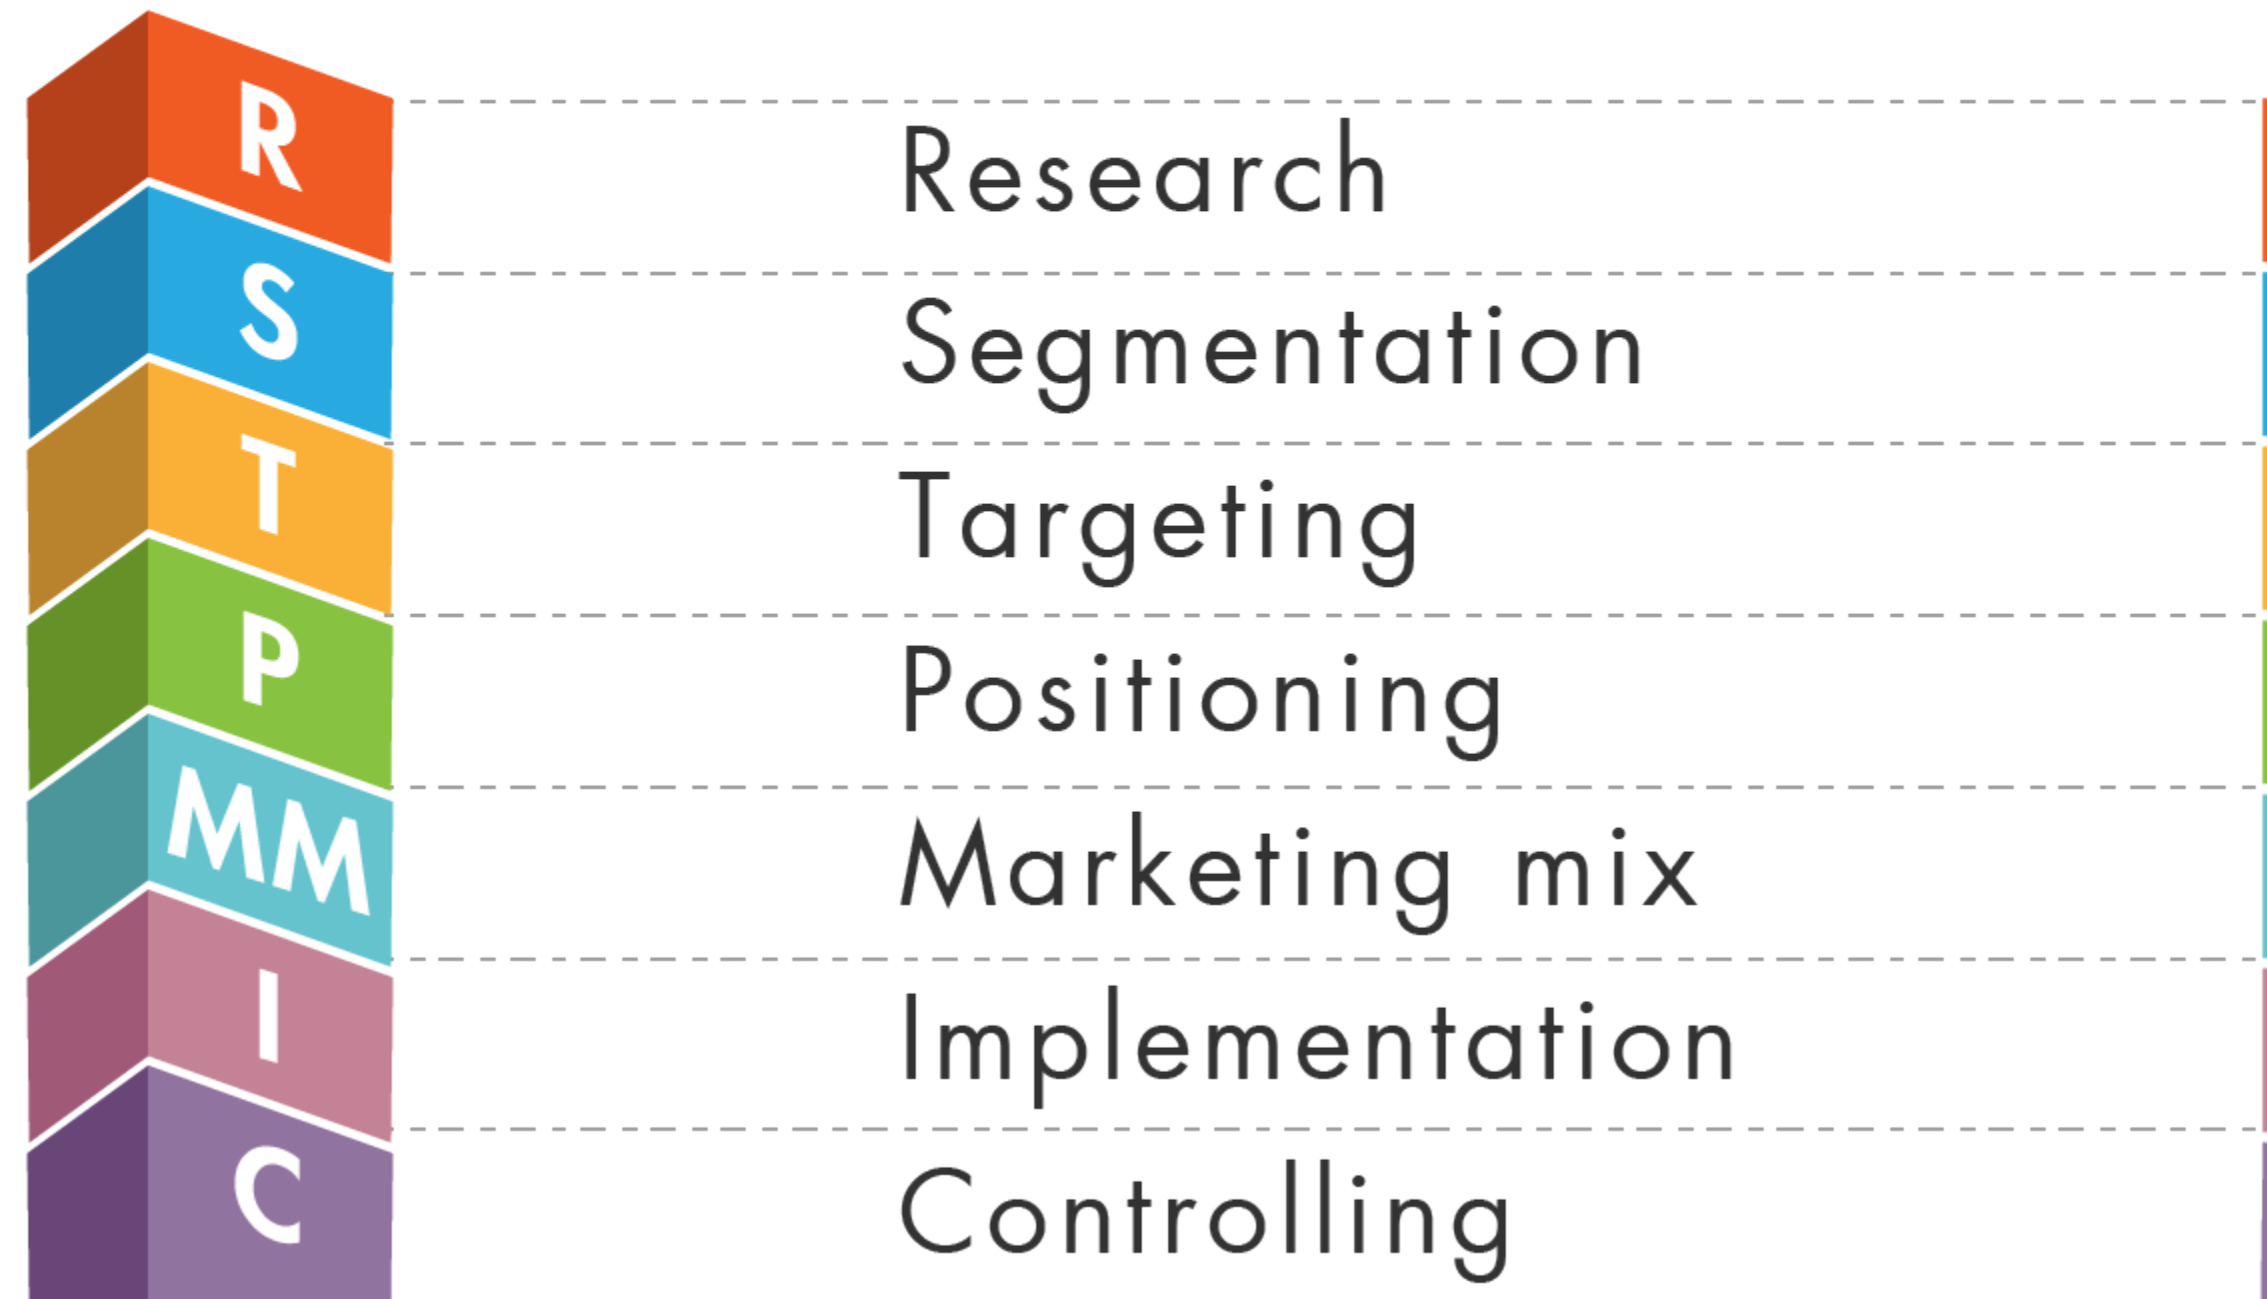 R
Research
S
Segmentation
T
Targeting
P
Positioning
MM
Marketing mix
I
Implementation
C
Controlling